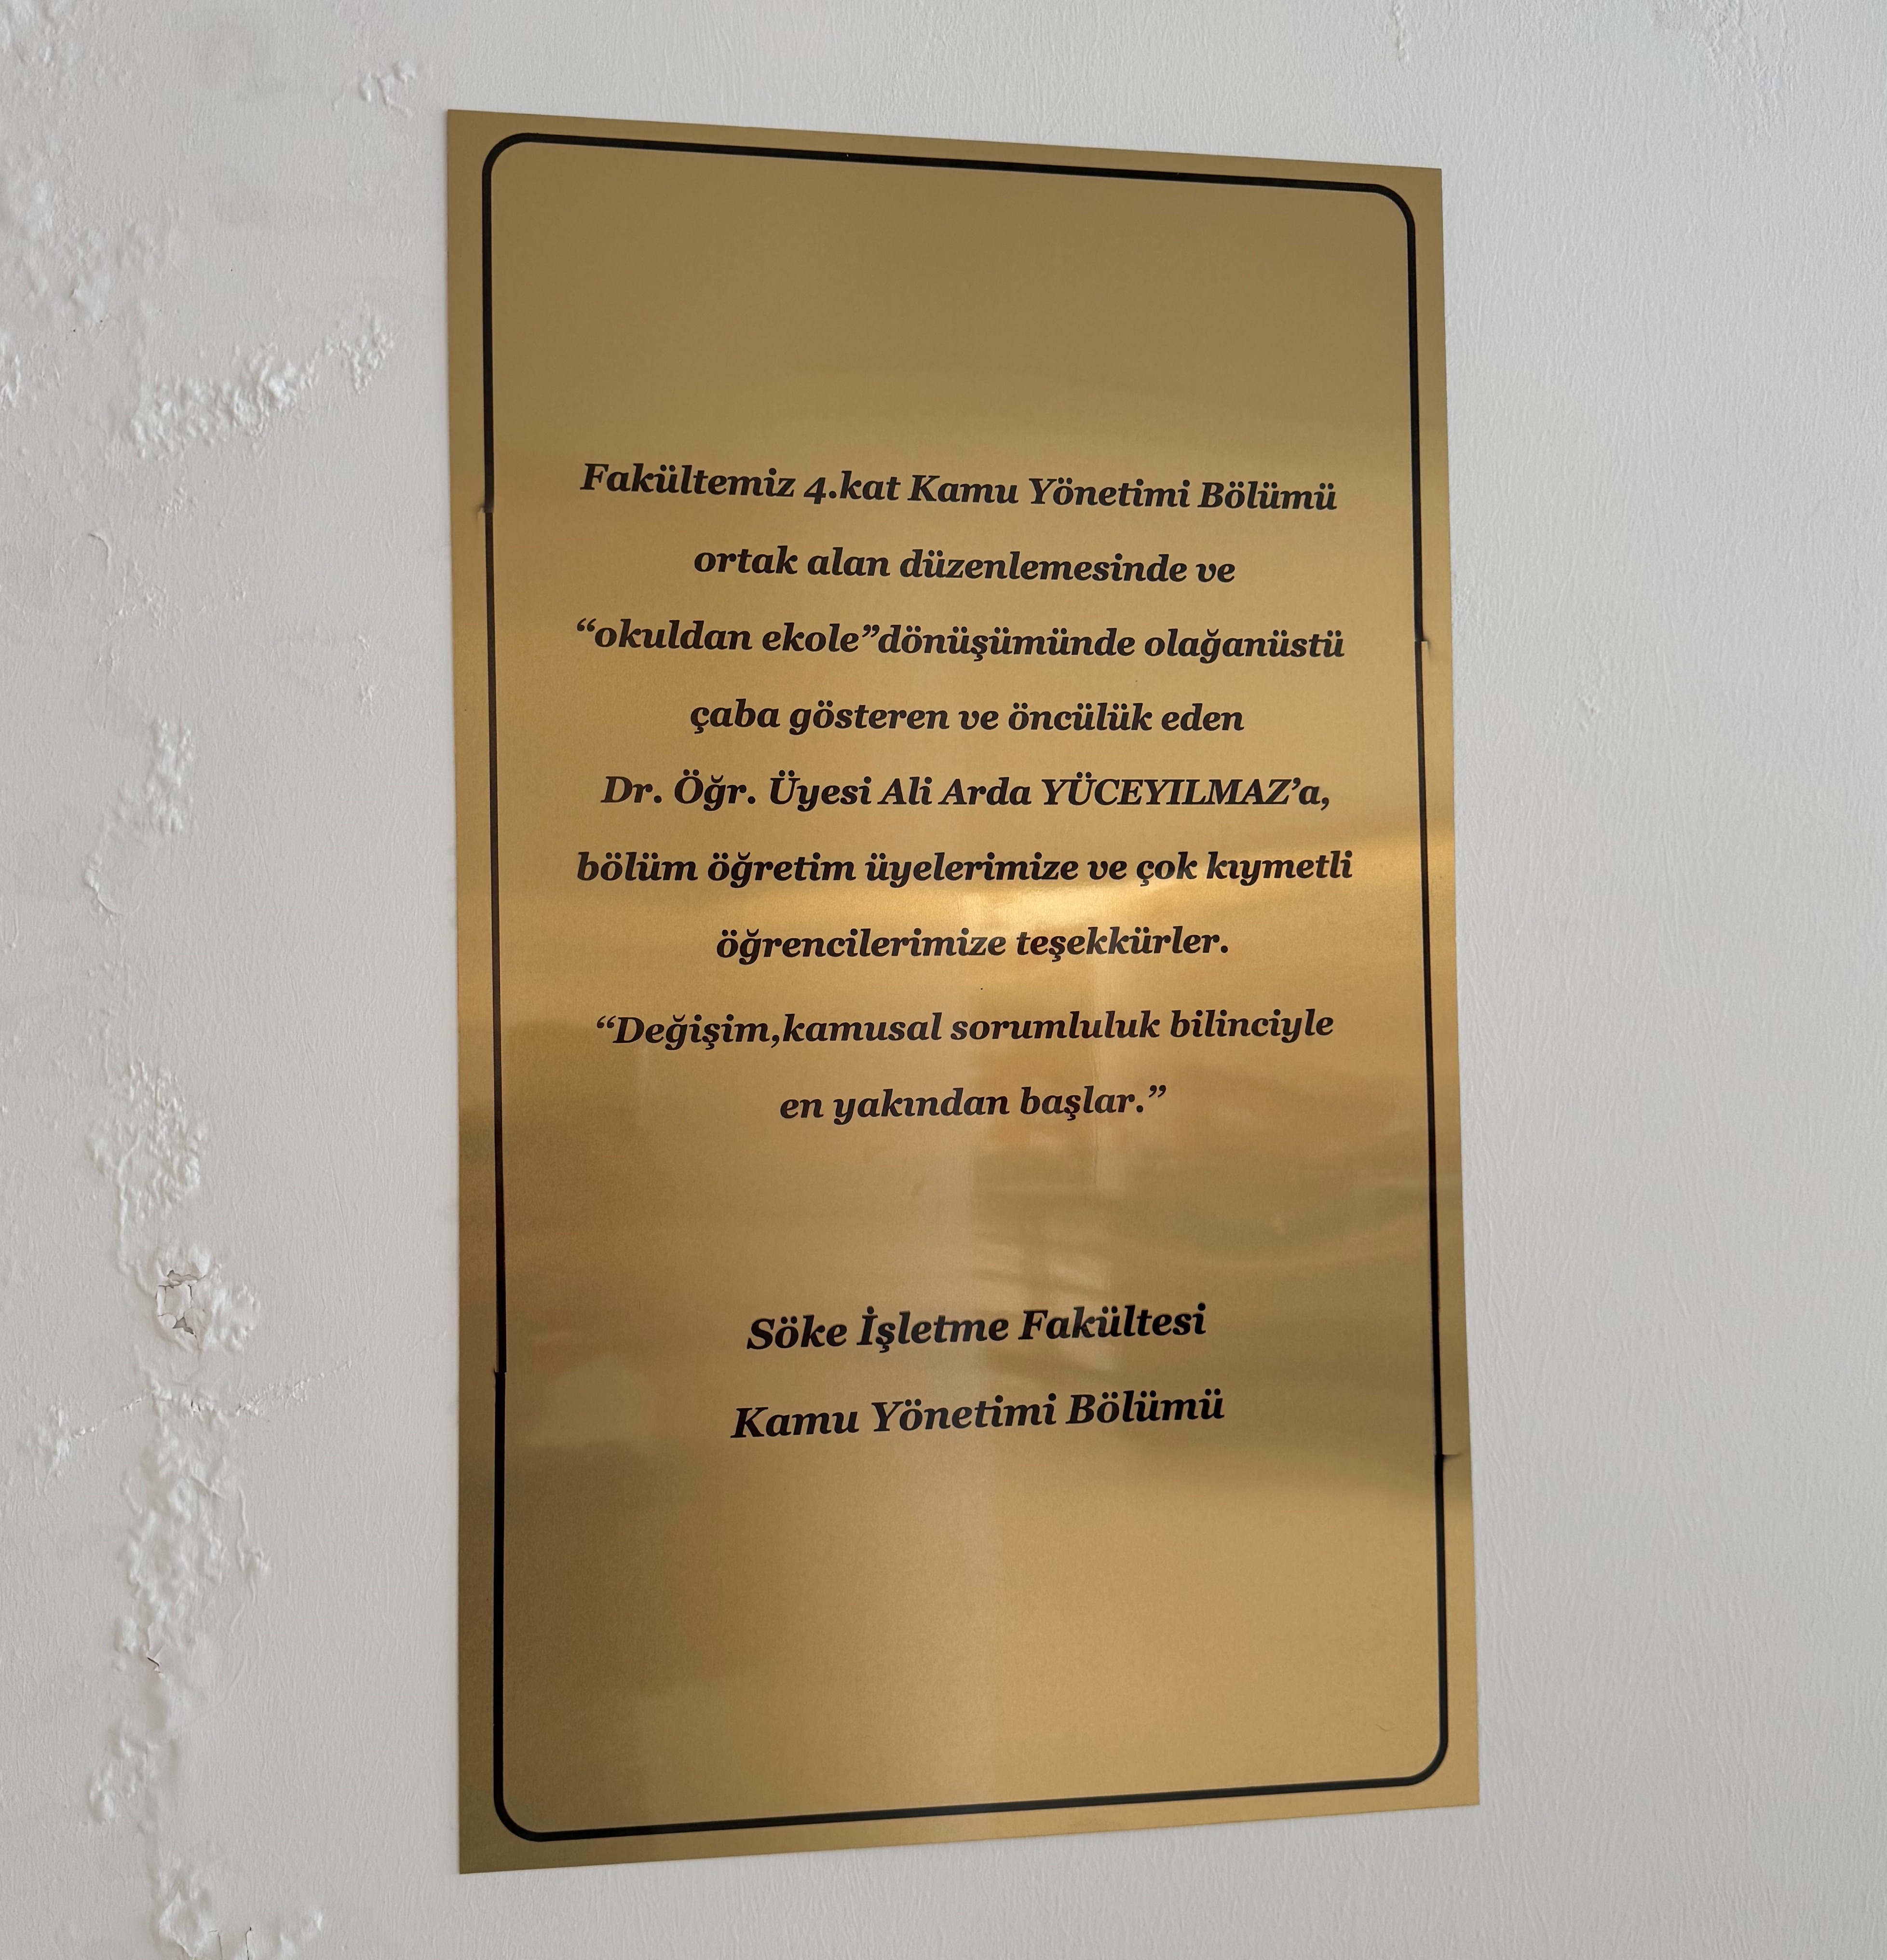 Fakültemiz 4.kat Kamu Yönetimi Bölümü
ortak alan düzenlemesinde ve
“okuldan ekole”dönüşümünde olağanüstü
çaba gösteren ve öncülük eden
Dr. Öğr. Üyesi Ali Arda YÜCEYILMAZ’a,
bölüm öğretim üyelerimize ve çok kıymetli
öğrencilerimize teşekkürler.
“Değişim,kamusal sorumluluk bilinciyle
en yakından başlar.”
Söke İşletme Fakültesi
Kamu Yönetimi Bölümü